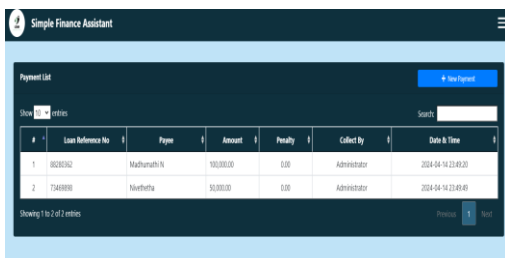 Simple Finance Assistant
Payment List
+ New Payment
Show 10 entries
Search:
# Loan Reference No Payee Amount Penalty Collect By Date & Time
1 88280362 Madhumathi N 100,000.00 0.00 Administrator 2024-04-14 23:49:20
2 73469898 Nivethetha 50,000.00 0.00 Administrator 2024-04-14 23:49:49
Showing 1 to 2 of 2 entries
Previous 1 Next